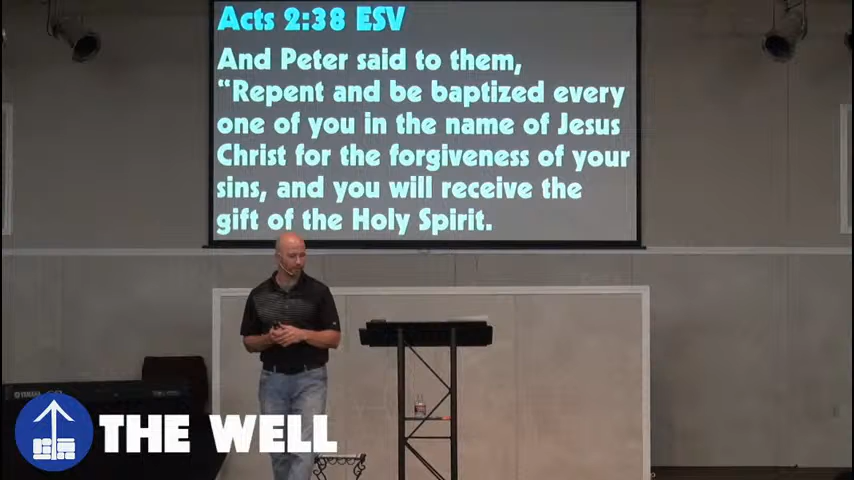 Acts 2:38 ESV
And Peter said to them,
“Repent and be baptized every
one of you in the name of Jesus
Christ for the forgiveness of your
sins, and you will receive the
gift of the Holy Spirit.
YAMAHA
THE WELL